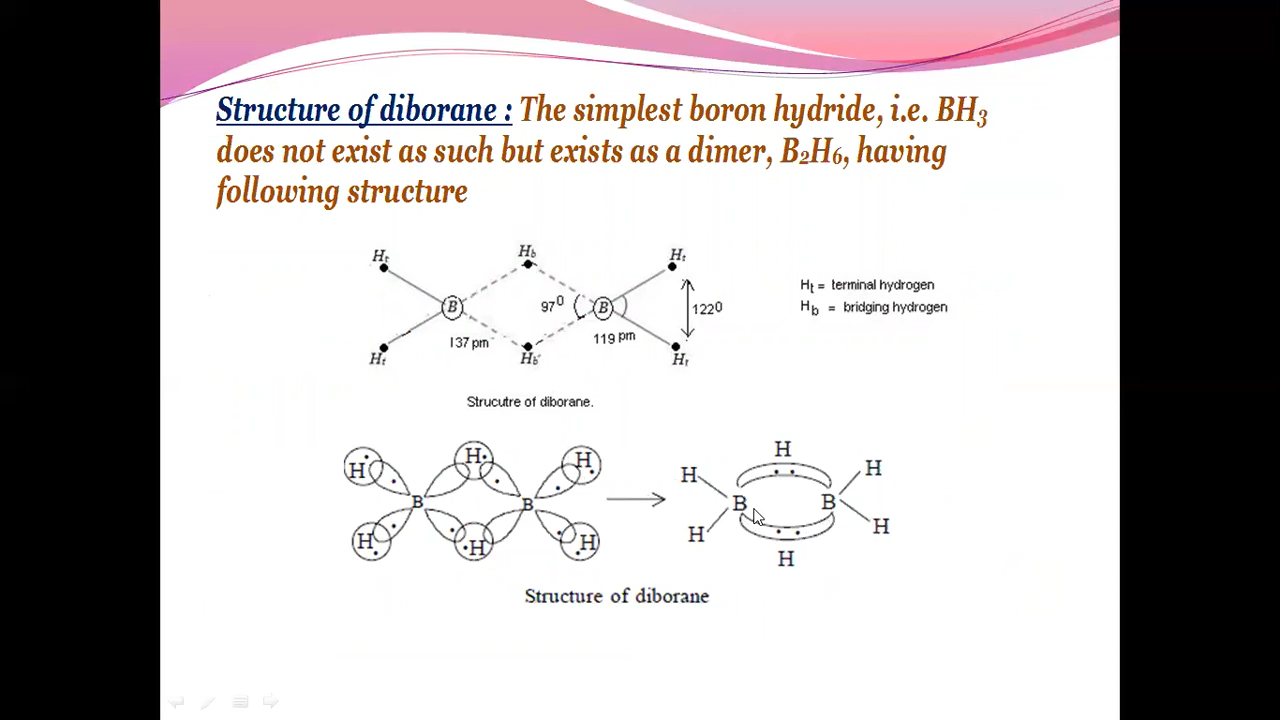 Structure of diborane : The simplest boron hydride, i.e. BH3
does not exist as such but exists as a dimer, B2H6, having
following structure
Ht Hb Ht
B 97⁰ B 122⁰
137 pm 119 pm
Ht Hb Ht
Ht = terminal hydrogen
Hb = bridging hydrogen
Strucutre of diborane.
H H H
B B
H H H
H
H H
B B
H H
H
Structure of diborane